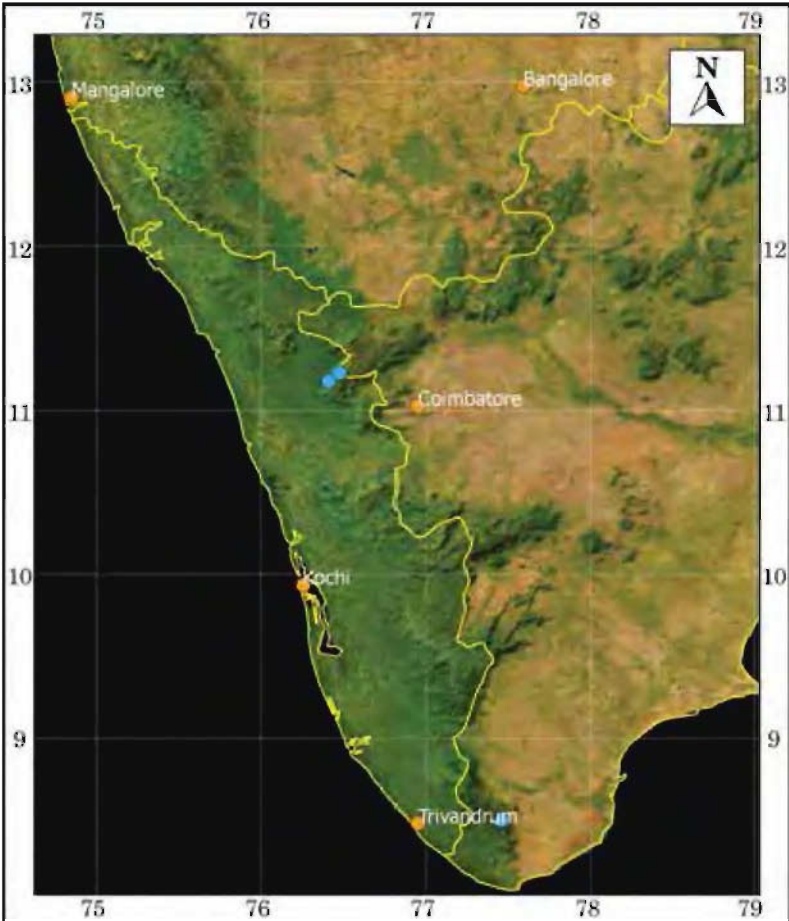 75 76 77 78 79
13 Mangalore Bangalore N 13
12 12
11 Coimbatore 11
10 Kochi 10
9 9
Trivandrum
75 76 77 78 79